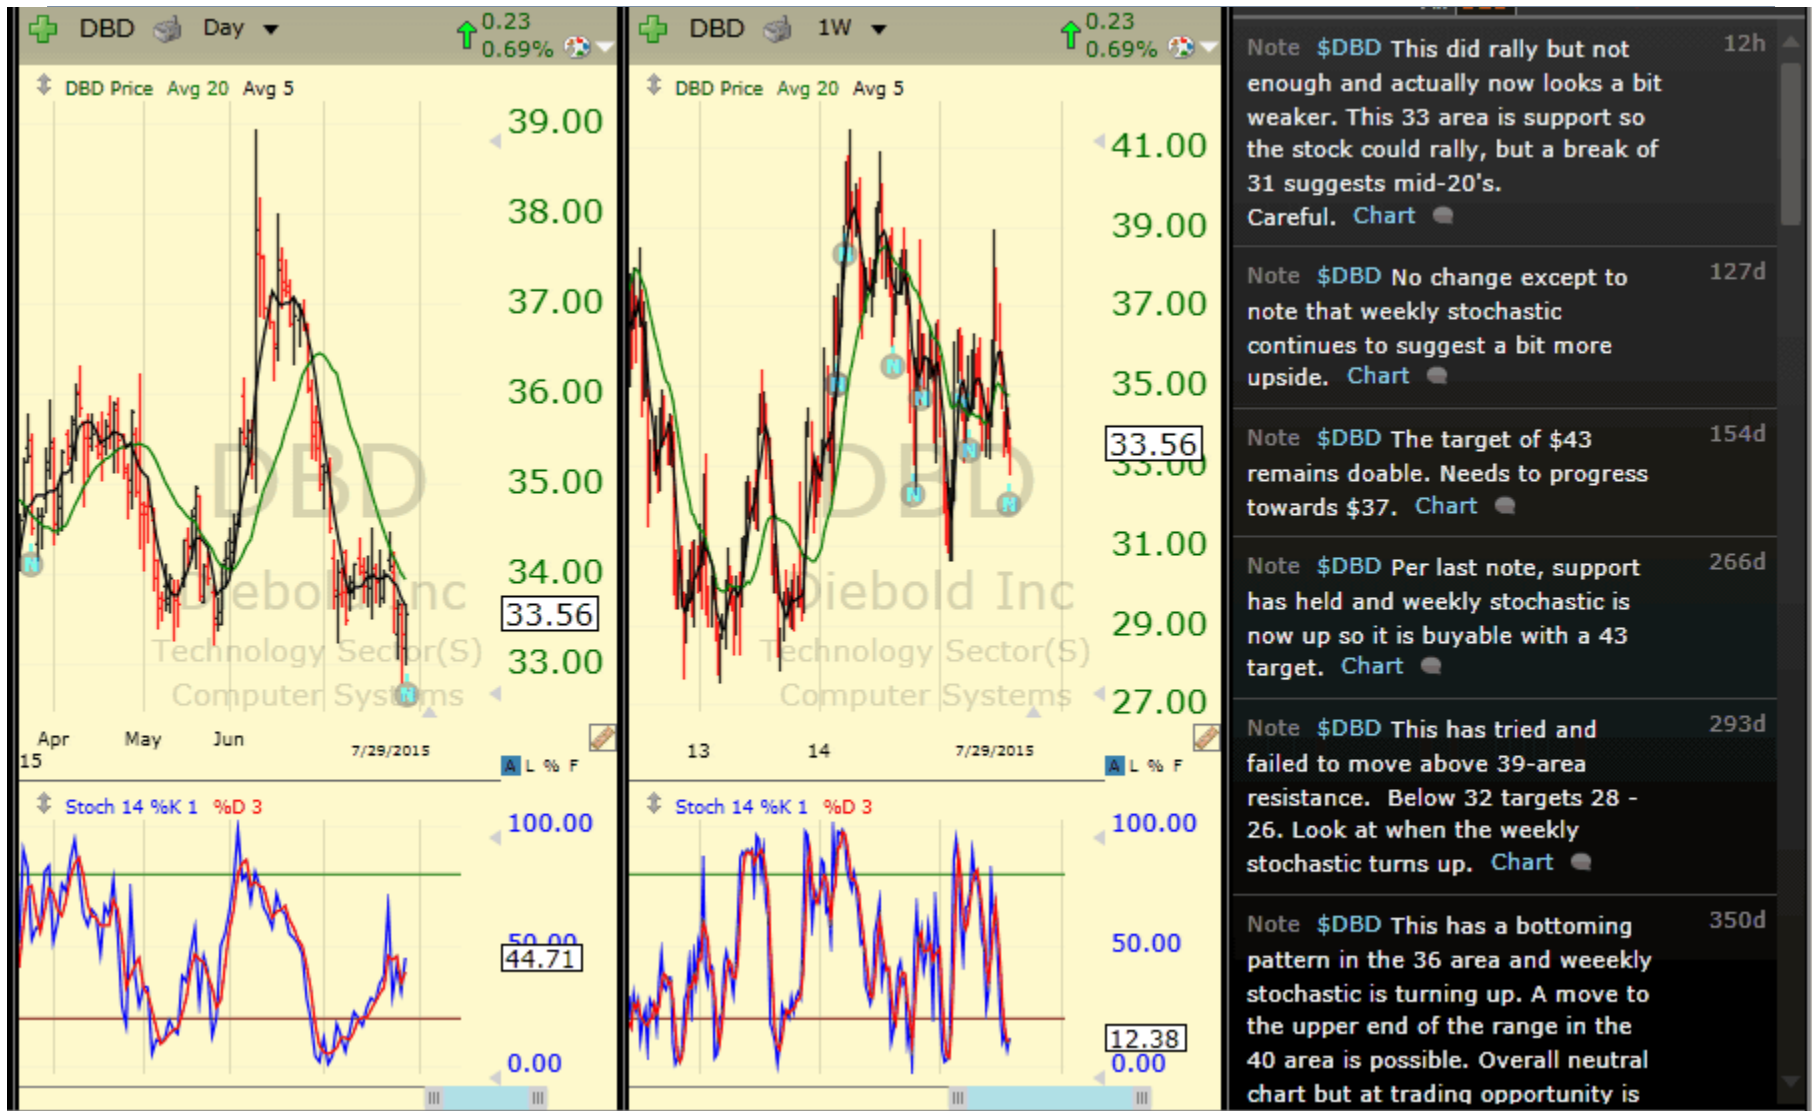 DBD Day
0.23
0.69%
DBD Price Avg 20 Avg 5
39.00
38.00
37.00
36.00
35.00
34.00
33.56
33.00
DBD
Diebold Inc
Technology Sector(S)
Computer Systems
N
N
Apr May Jun 7/29/2015
15
A L % F
Stoch 14 %K 1 %D 3
100.00
50.00
44.71
0.00
DBD 1W
0.23
0.69%
DBD Price Avg 20 Avg 5
41.00
39.00
37.00
35.00
33.56
33.00
31.00
29.00
27.00
DBD
Diebold Inc
Technology Sector(S)
Computer Systems
N
N
N
N
N
N
N
N
13 14 7/29/2015
A L % F
Stoch 14 %K 1 %D 3
100.00
50.00
12.38
0.00
Note $DBD This did rally but not 12h
enough and actually now looks a bit
weaker. This 33 area is support so
the stock could rally, but a break of
31 suggests mid-20's.
Careful. Chart
Note $DBD No change except to 127d
note that weekly stochastic
continues to suggest a bit more
upside. Chart
Note $DBD The target of $43 154d
remains doable. Needs to progress
towards $37. Chart
Note $DBD Per last note, support 266d
has held and weekly stochastic is
now up so it is buyable with a 43
target. Chart
Note $DBD This has tried and 293d
failed to move above 39-area
resistance. Below 32 targets 28 -
26. Look at when the weekly
stochastic turns up. Chart
Note $DBD This has a bottoming 350d
pattern in the 36 area and weeekly
stochastic is turning up. A move to
the upper end of the range in the
40 area is possible. Overall neutral
chart but at trading opportunity is